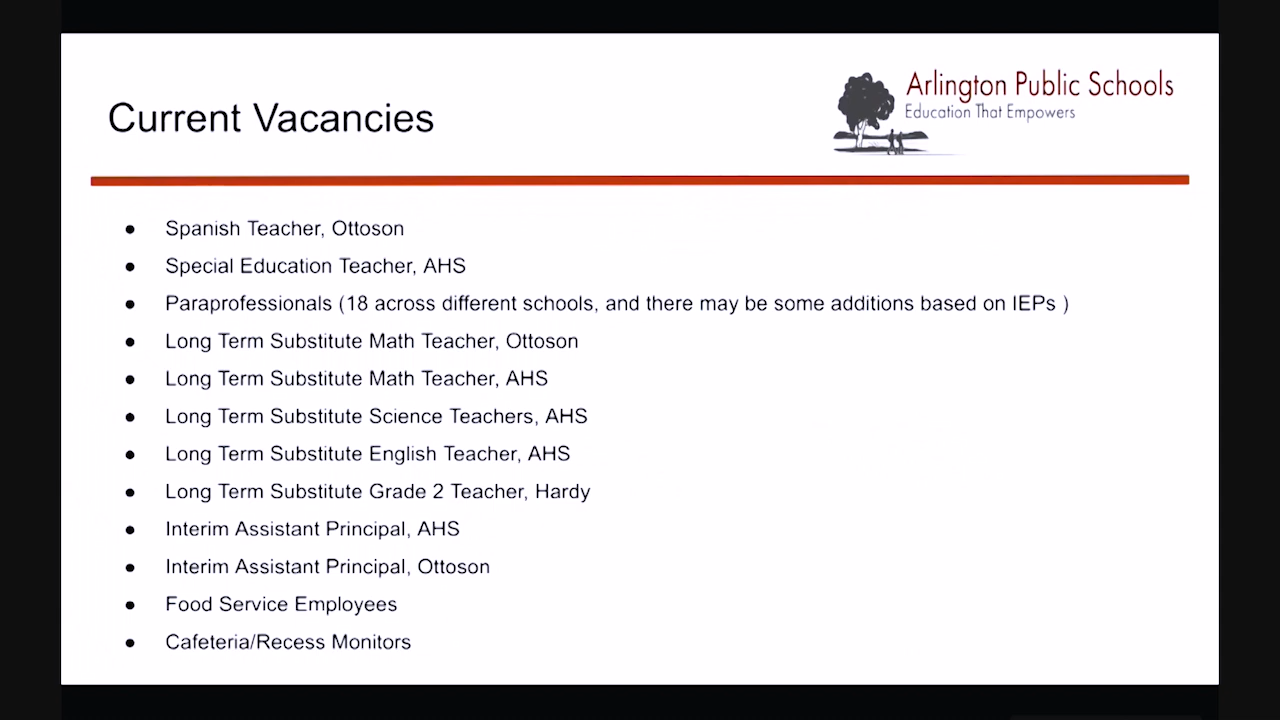 Current Vacancies
Arlington Public Schools
Education That Empowers
● Spanish Teacher, Ottoson
● Special Education Teacher, AHS
● Paraprofessionals (18 across different schools, and there may be some additions based on IEPs )
● Long Term Substitute Math Teacher, Ottoson
● Long Term Substitute Math Teacher, AHS
● Long Term Substitute Science Teachers, AHS
● Long Term Substitute English Teacher, AHS
● Long Term Substitute Grade 2 Teacher, Hardy
● Interim Assistant Principal, AHS
● Interim Assistant Principal, Ottoson
● Food Service Employees
● Cafeteria/Recess Monitors